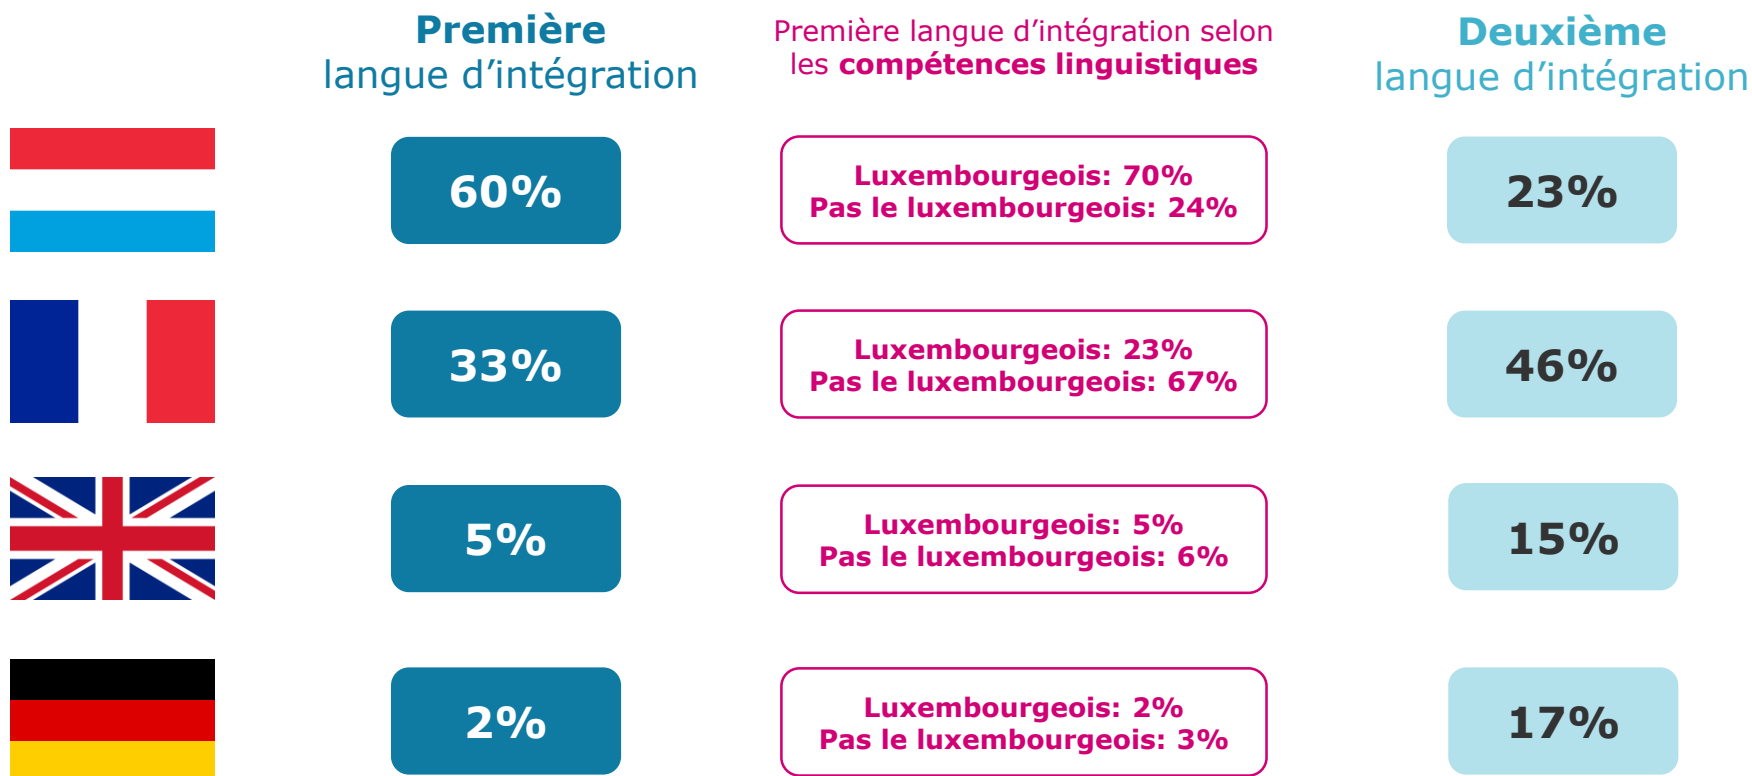 Première
langue d’intégration
Première langue d’intégration selon
les compétences linguistiques
Deuxième
langue d’intégration
60%
Luxembourgeois: 70%
Pas le luxembourgeois: 24%
23%
33%
Luxembourgeois: 23%
Pas le luxembourgeois: 67%
46%
5%
Luxembourgeois: 5%
Pas le luxembourgeois: 6%
15%
2%
Luxembourgeois: 2%
Pas le luxembourgeois: 3%
17%